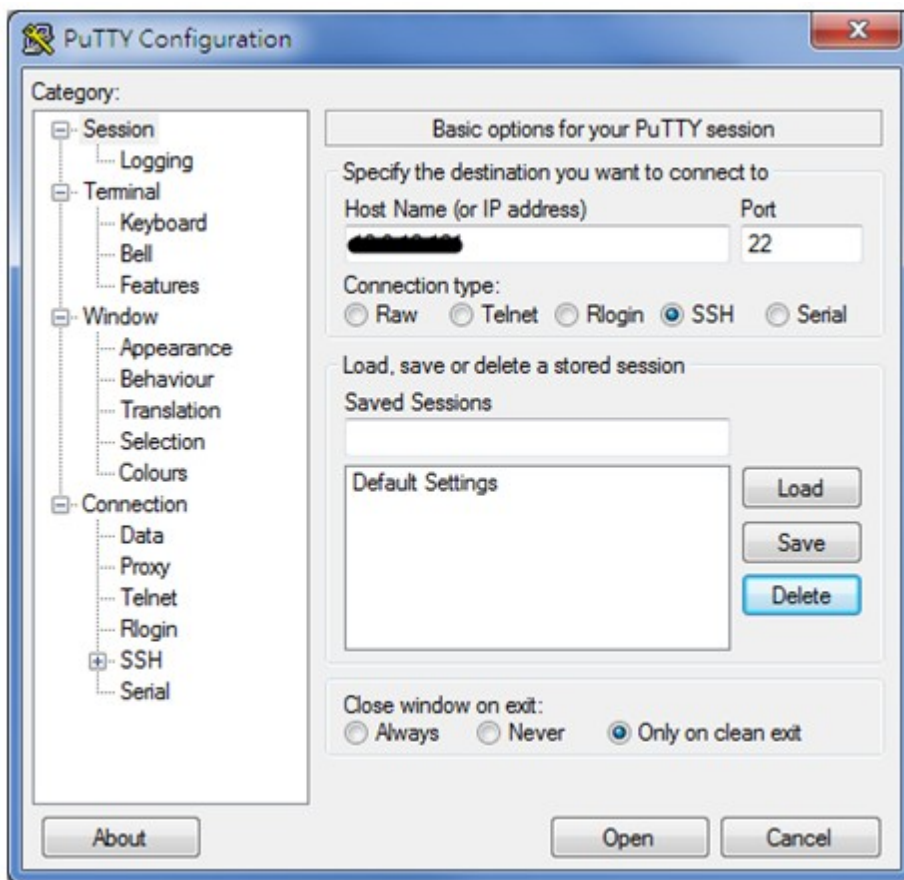 PuTTY Configuration
Category:
Session
Logging
Terminal
Keyboard
Bell
Features
Window
Appearance
Behaviour
Translation
Selection
Colours
Connection
Data
Proxy
Telnet
Rlogin
SSH
Serial
Basic options for your PuTTY session
Specify the destination you want to connect to
Host Name (or IP address) Port
22
Connection type:
Raw Telnet Rlogin SSH Serial
Load, save or delete a stored session
Saved Sessions
Default Settings
Load
Save
Delete
Close window on exit:
Always Never Only on clean exit
About Open Cancel